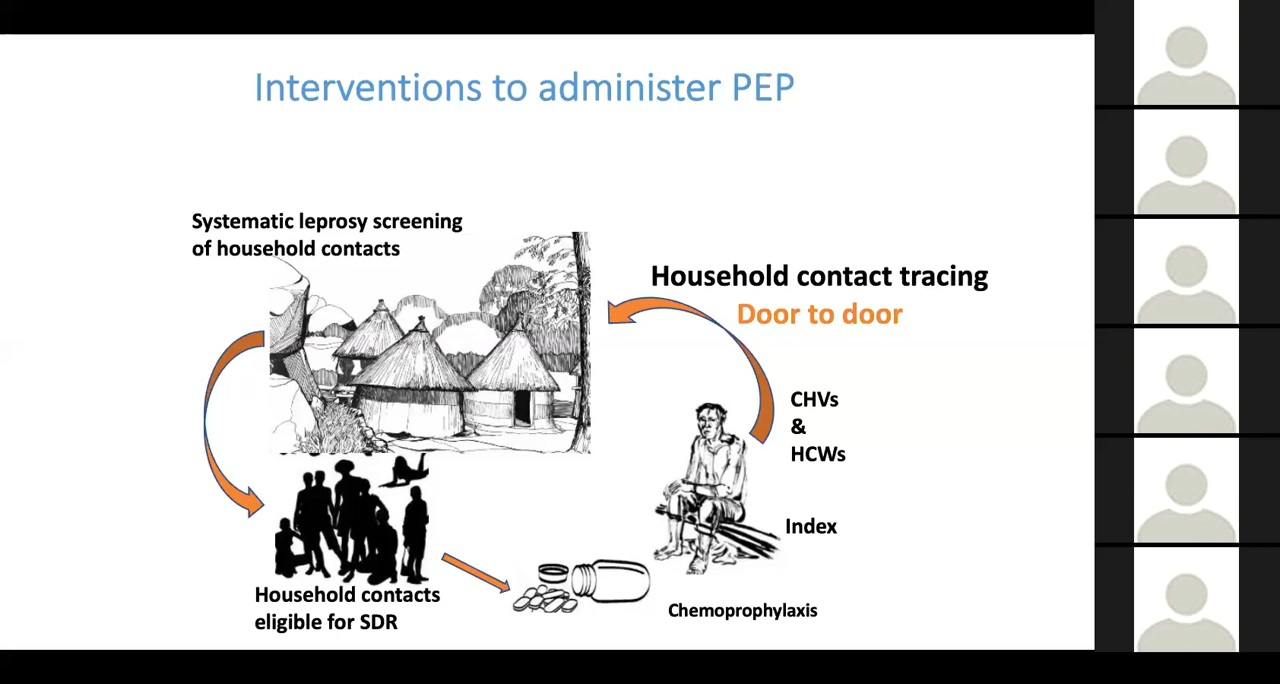 Interventions to administer PEP
Systematic leprosy screening
of household contacts
Household contact tracing
Door to door
CHVs
&
HCWs
Index
Household contacts
eligible for SDR
Chemoprophylaxis